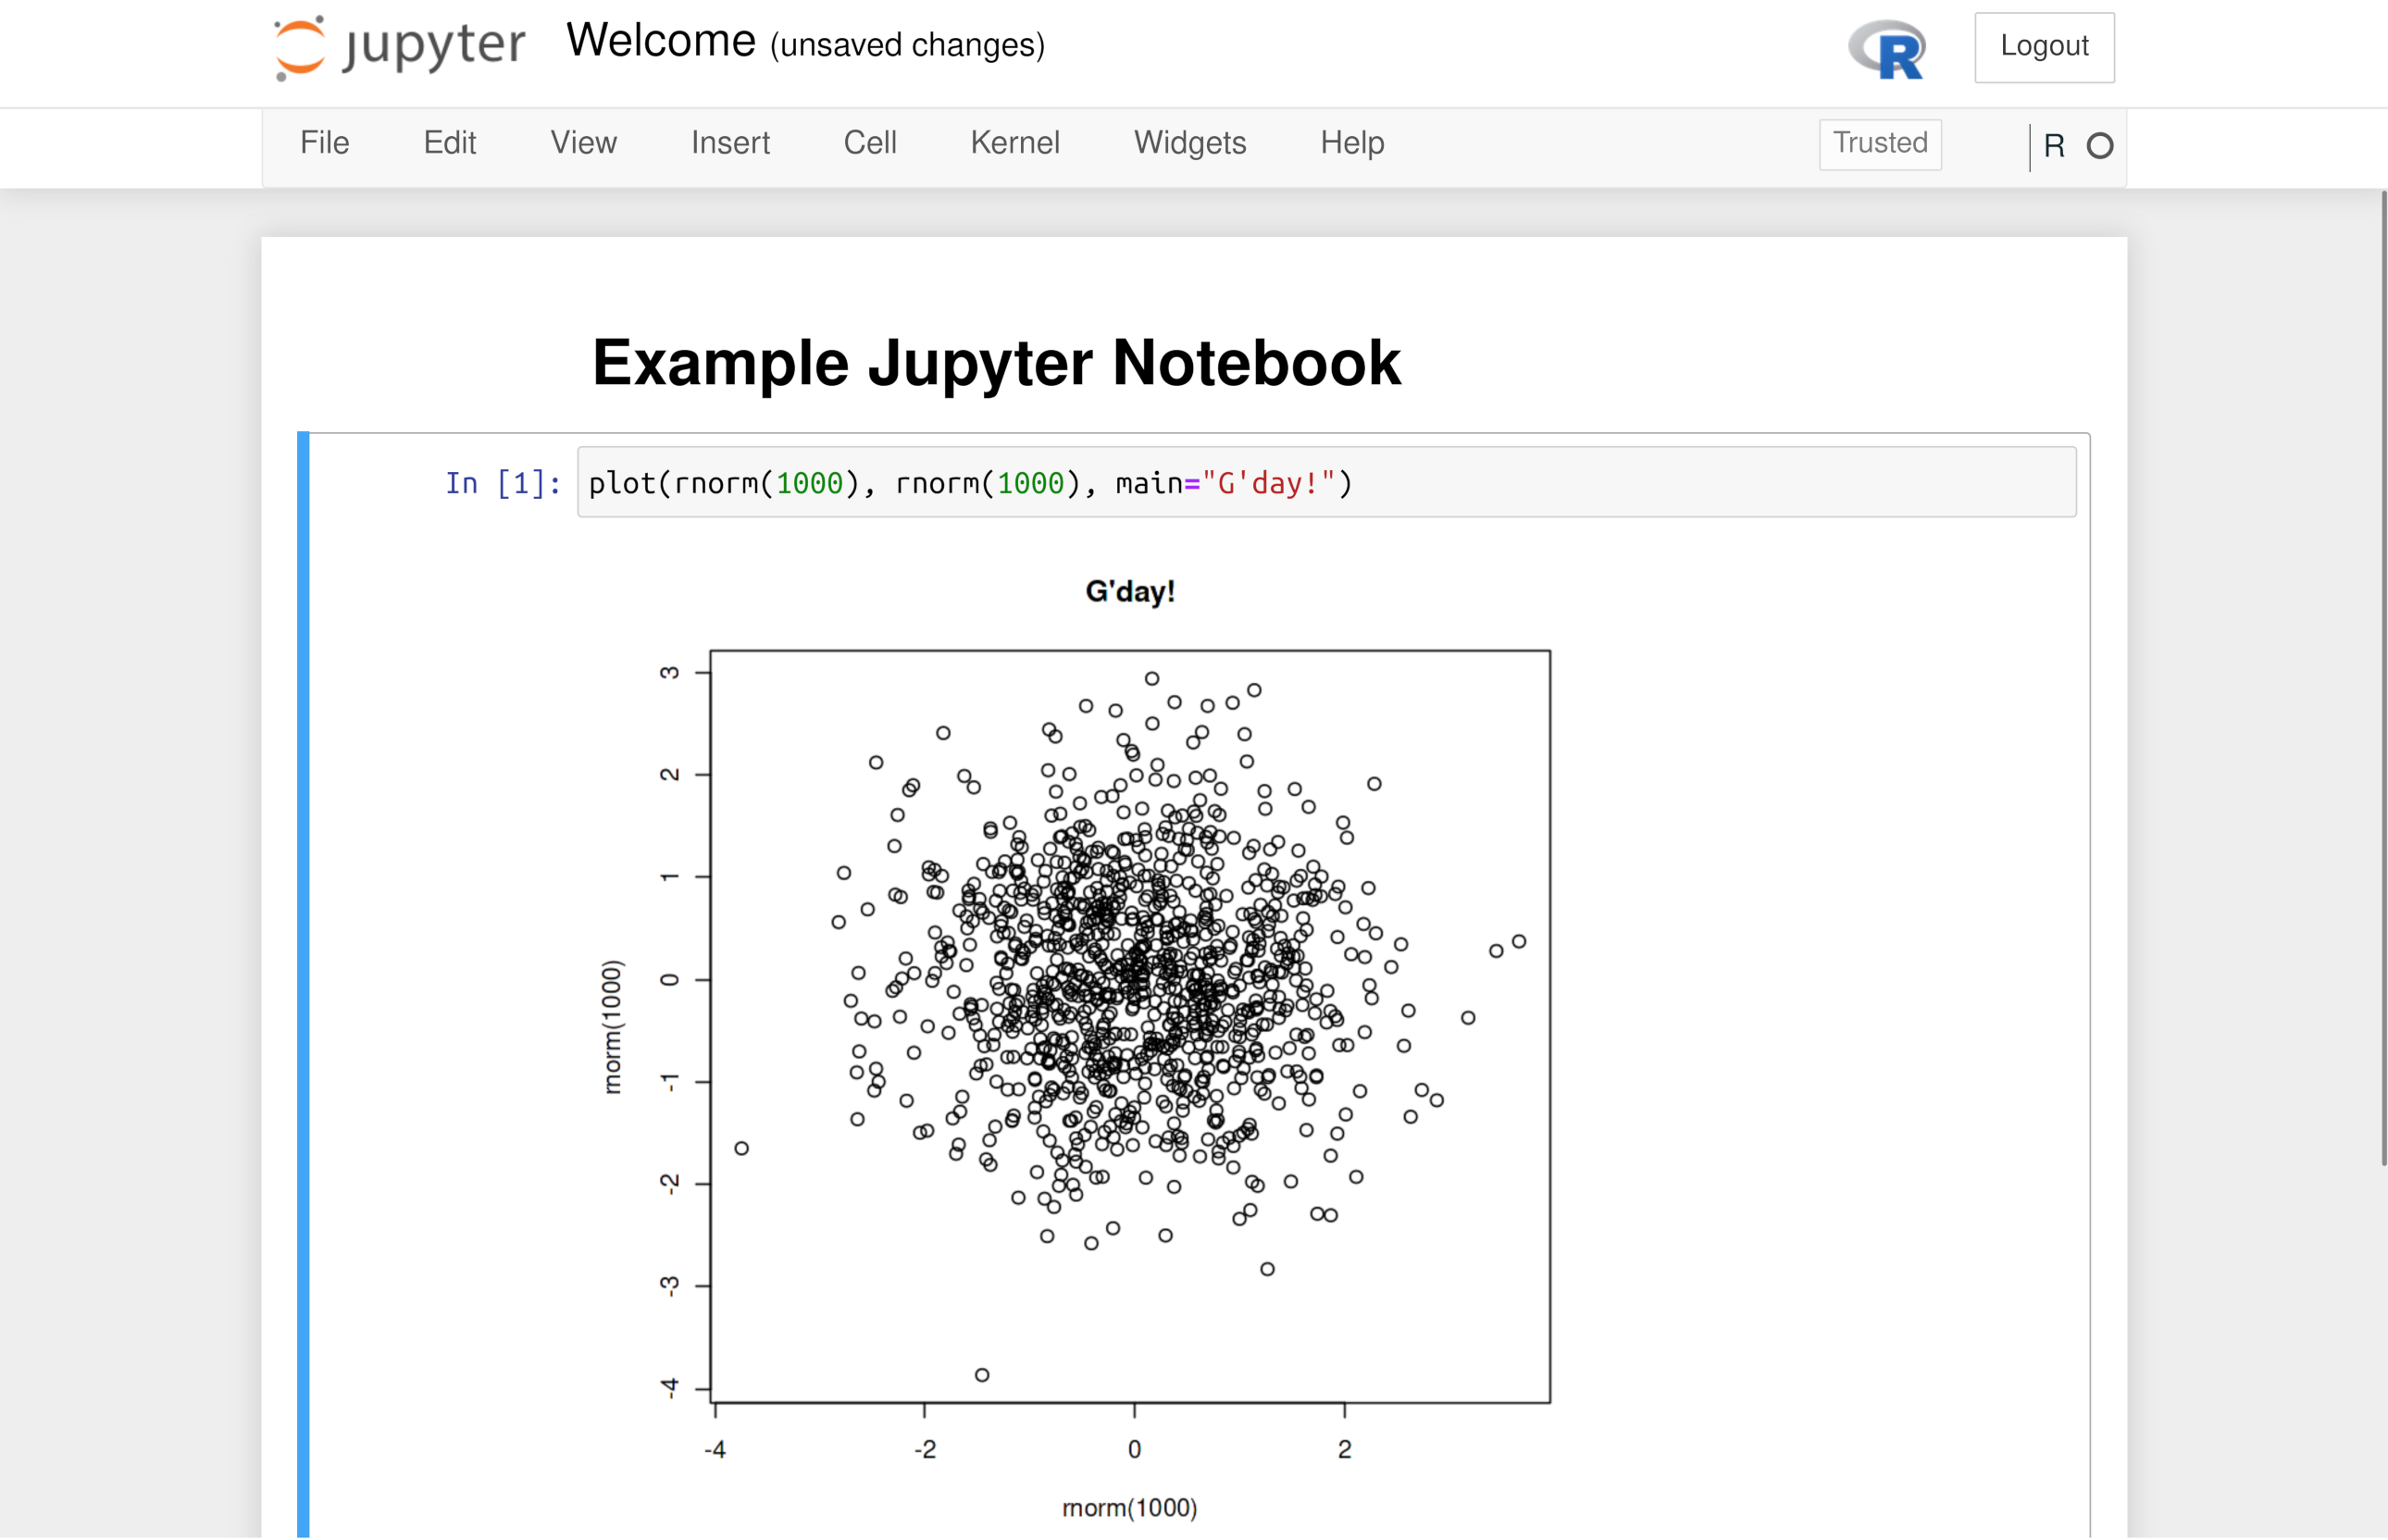 jupyter Welcome (unsaved changes) R Logout
File Edit View Insert Cell Kernel Widgets Help Trusted R
Example Jupyter Notebook
In [1]: plot(rnorm(1000), rnorm(1000), main="G'day!")
G'day!
3
2
1
0
-1
-2
-3
-4
rnorm(1000)
-4 -2 0 2
rnorm(1000)